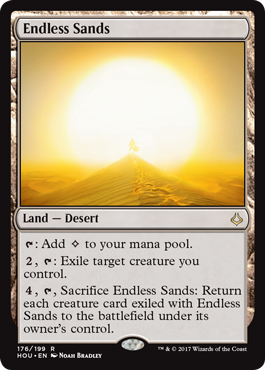 Endless Sands
Land — Desert
: Add ◇ to your mana pool.
2, : Exile target creature you
control.
4, , Sacrifice Endless Sands: Return
each creature card exiled with Endless
Sands to the battlefield under its
owner's control.
176/199 R
HOU • EN Noah Bradley
™ & © 2017 Wizards of the Coast